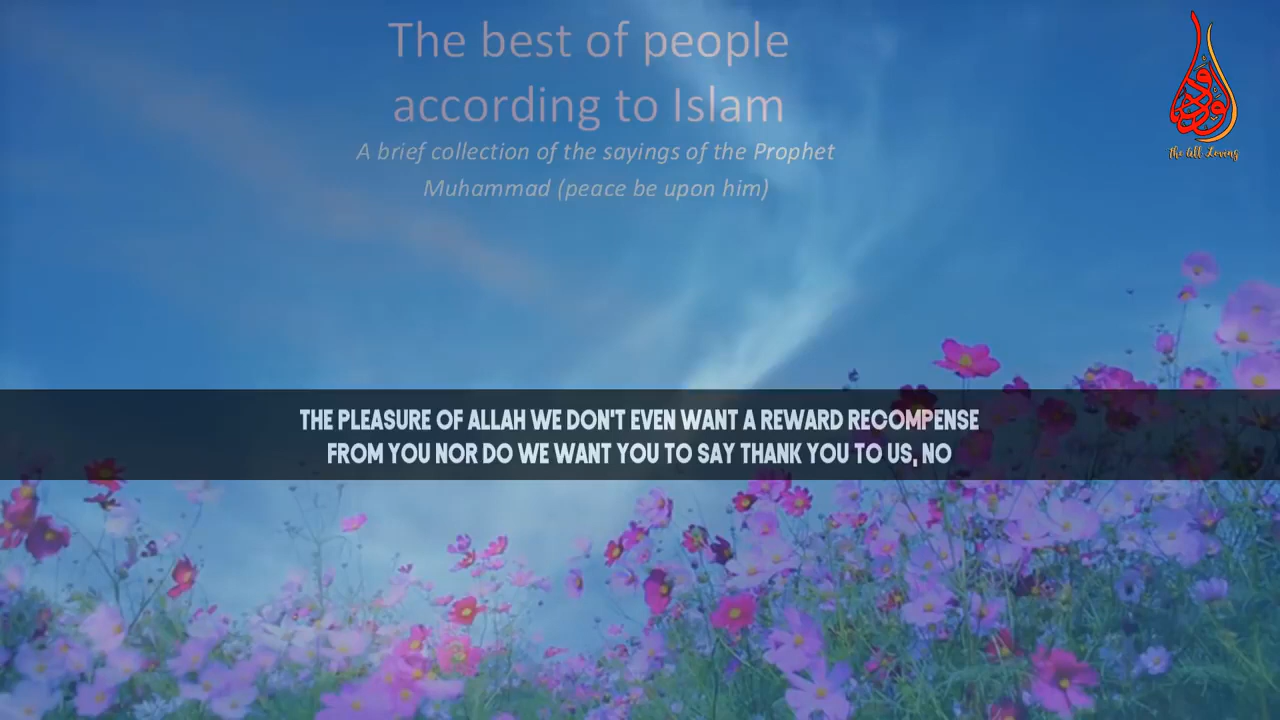 The best of people
according to Islam
A brief collection of the sayings of the Prophet
Muhammad (peace be upon him)
The All Loving
THE PLEASURE OF ALLAH WE DON'T EVEN WANT A REWARD RECOMPENSE
FROM YOU NOR DO WE WANT YOU TO SAY THANK YOU TO US, NO